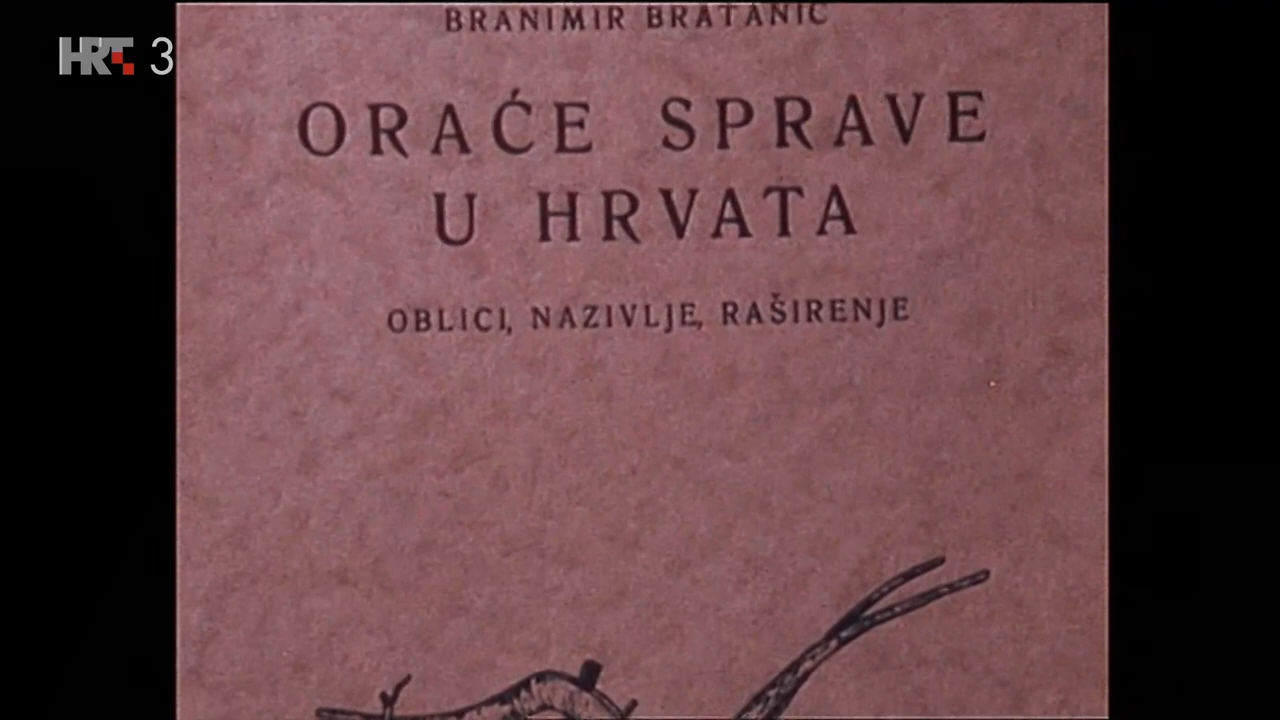 HRT 3
BRANIMIR BRATANIĆ
ORAĆE SPRAVE
U HRVATA
OBLICI, NAZIVLJE, RAŠIRENJE